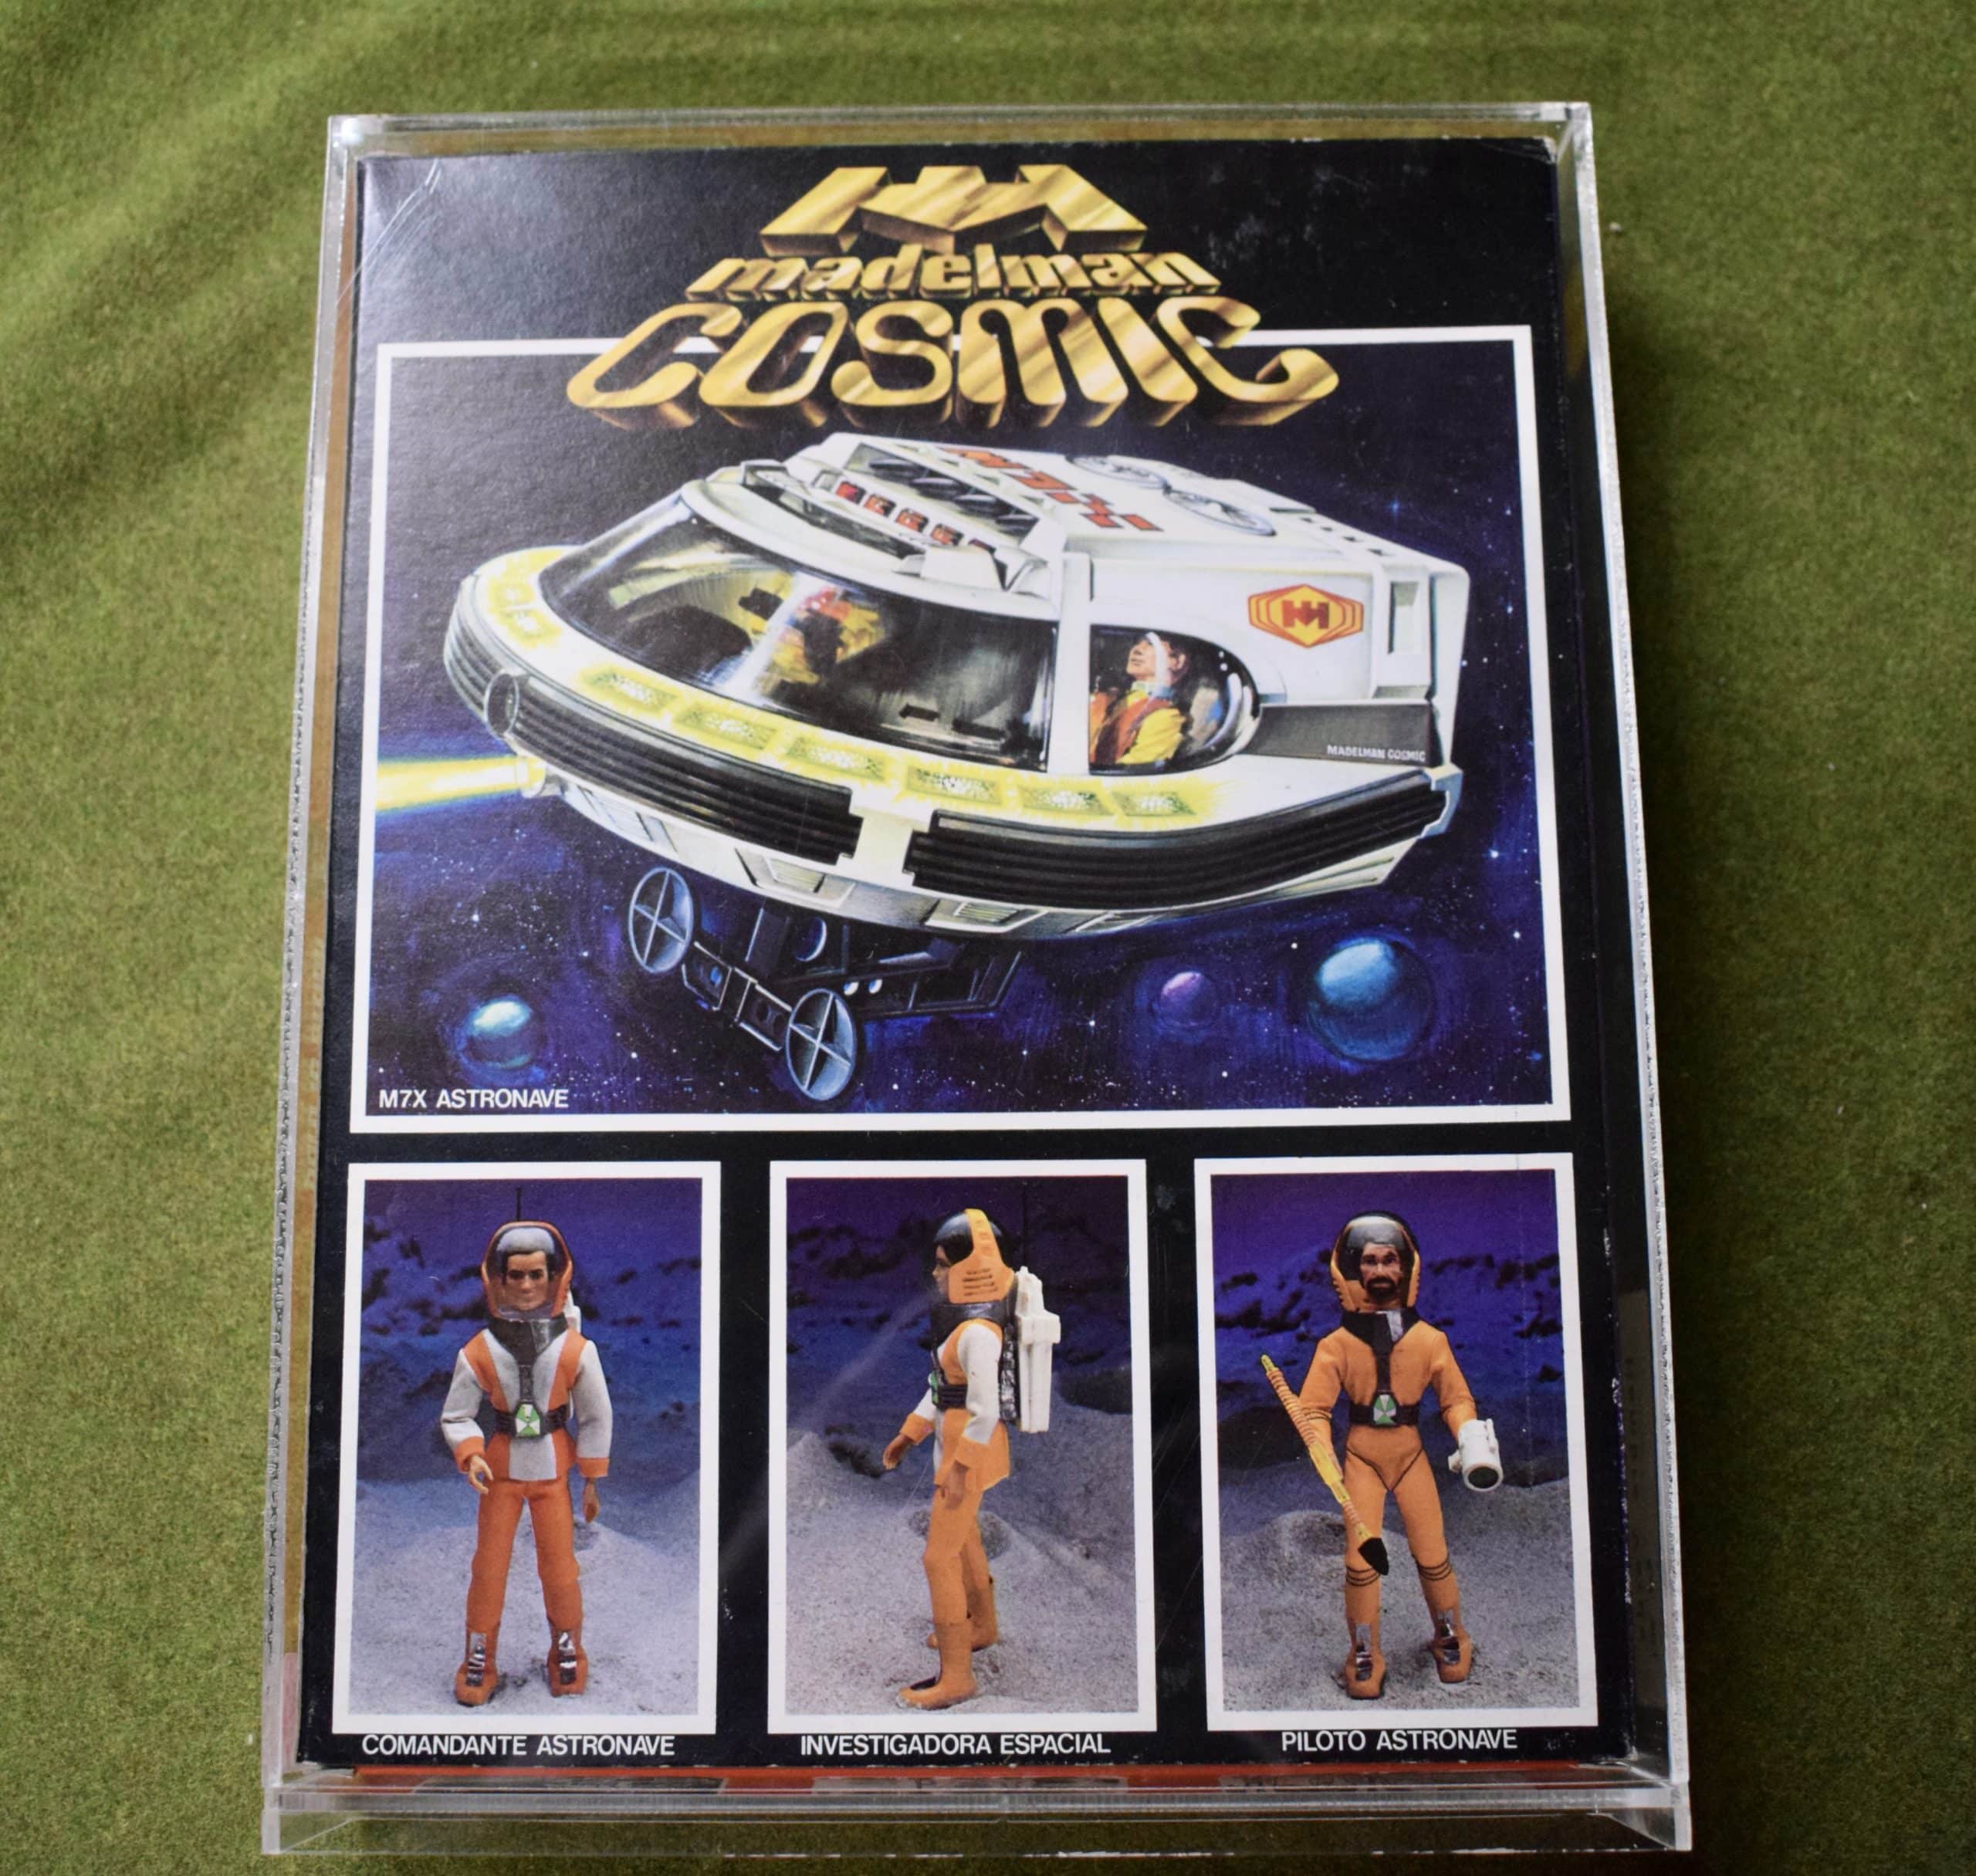 madelman
COSMIC
MADELMAN COSMIC
M7X ASTRONAVE
COMANDANTE ASTRONAVE
INVESTIGADORA ESPACIAL
PILOTO ASTRONAVE